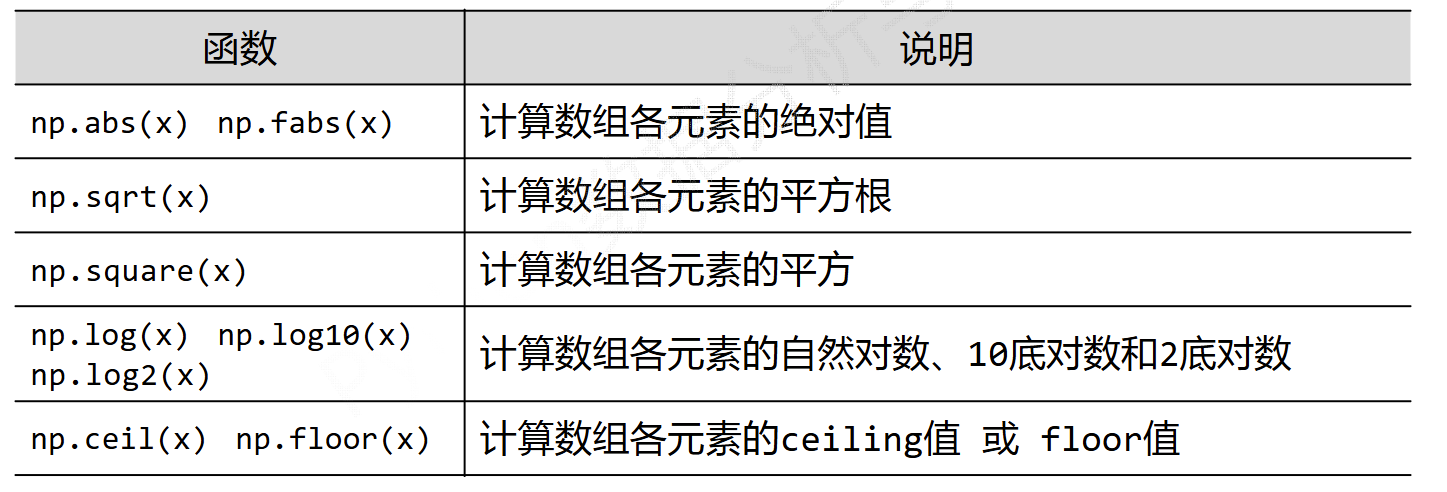 函数
说明
np.abs(x) np.fabs(x)
计算数组各元素的绝对值
np.sqrt(x)
计算数组各元素的平方根
np.square(x)
计算数组各元素的平方
np.log(x) np.log10(x)
np.log2(x)
计算数组各元素的自然对数、10底对数和2底对数
np.ceil(x) np.floor(x)
计算数组各元素的ceiling值 或 floor值